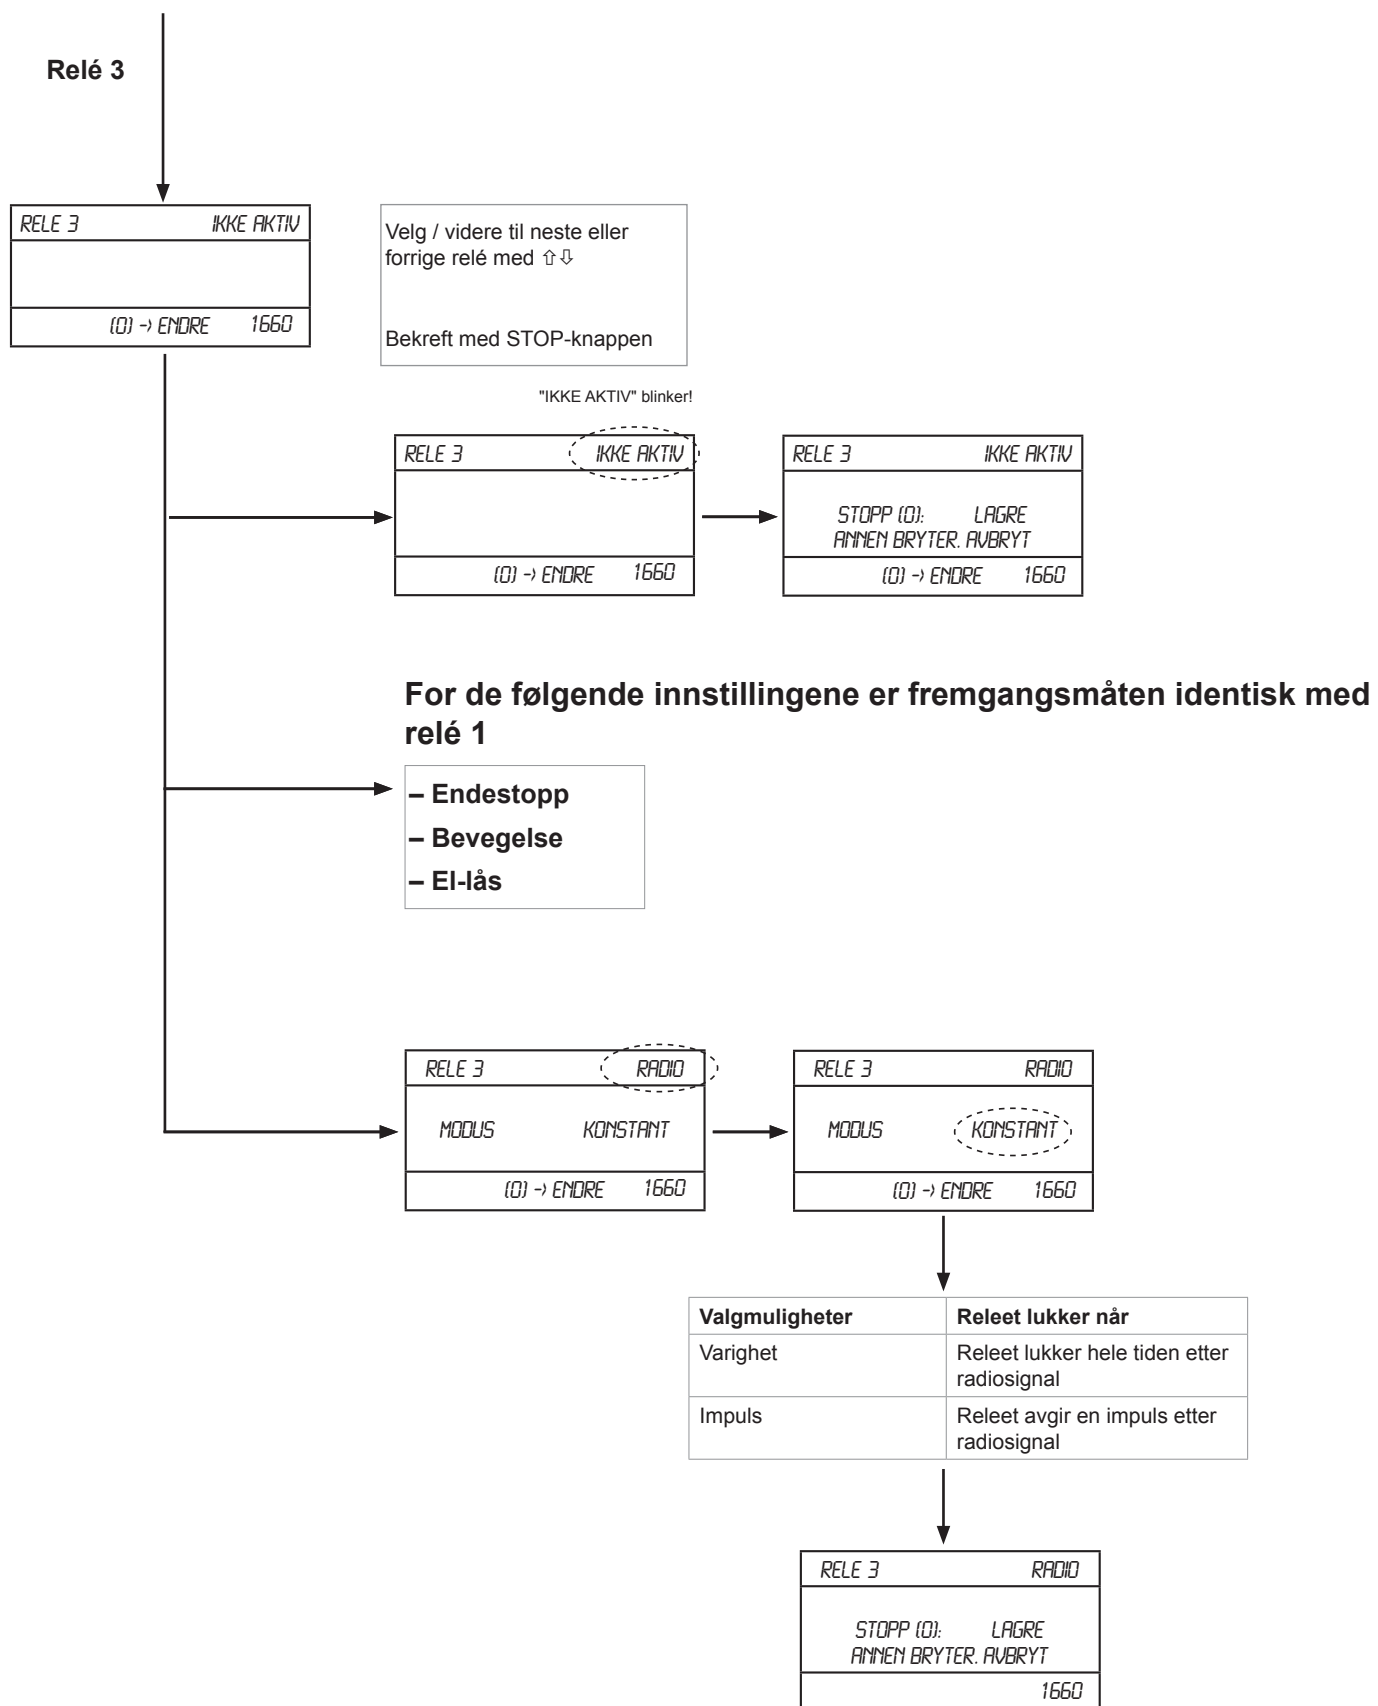 Relé 3
RELE 3 IKKE AKTIV
(0) -> ENDRE 1660
Velg / videre til neste eller
forrige relé med ⇧⇩
Bekreft med STOP-knappen
"IKKE AKTIV" blinker!
RELE 3 IKKE AKTIV
(0) -> ENDRE 1660
RELE 3 IKKE AKTIV
STOPP (0): LAGRE
ANNEN BRYTER. AVBRYT
(0) -> ENDRE 1660
For de følgende innstillingene er fremgangsmåten identisk med
relé 1
– Endestopp
– Bevegelse
– El-lås
RELE 3 RADIO
MODUS KONSTANT
(0) -> ENDRE 1660
RELE 3 RADIO
MODUS KONSTANT
(0) -> ENDRE 1660
Valgmuligheter Releet lukker når
Varighet Releet lukker hele tiden etter
radiosignal
Impuls Releet avgir en impuls etter
radiosignal
RELE 3 RADIO
STOPP (0): LAGRE
ANNEN BRYTER. AVBRYT
1660